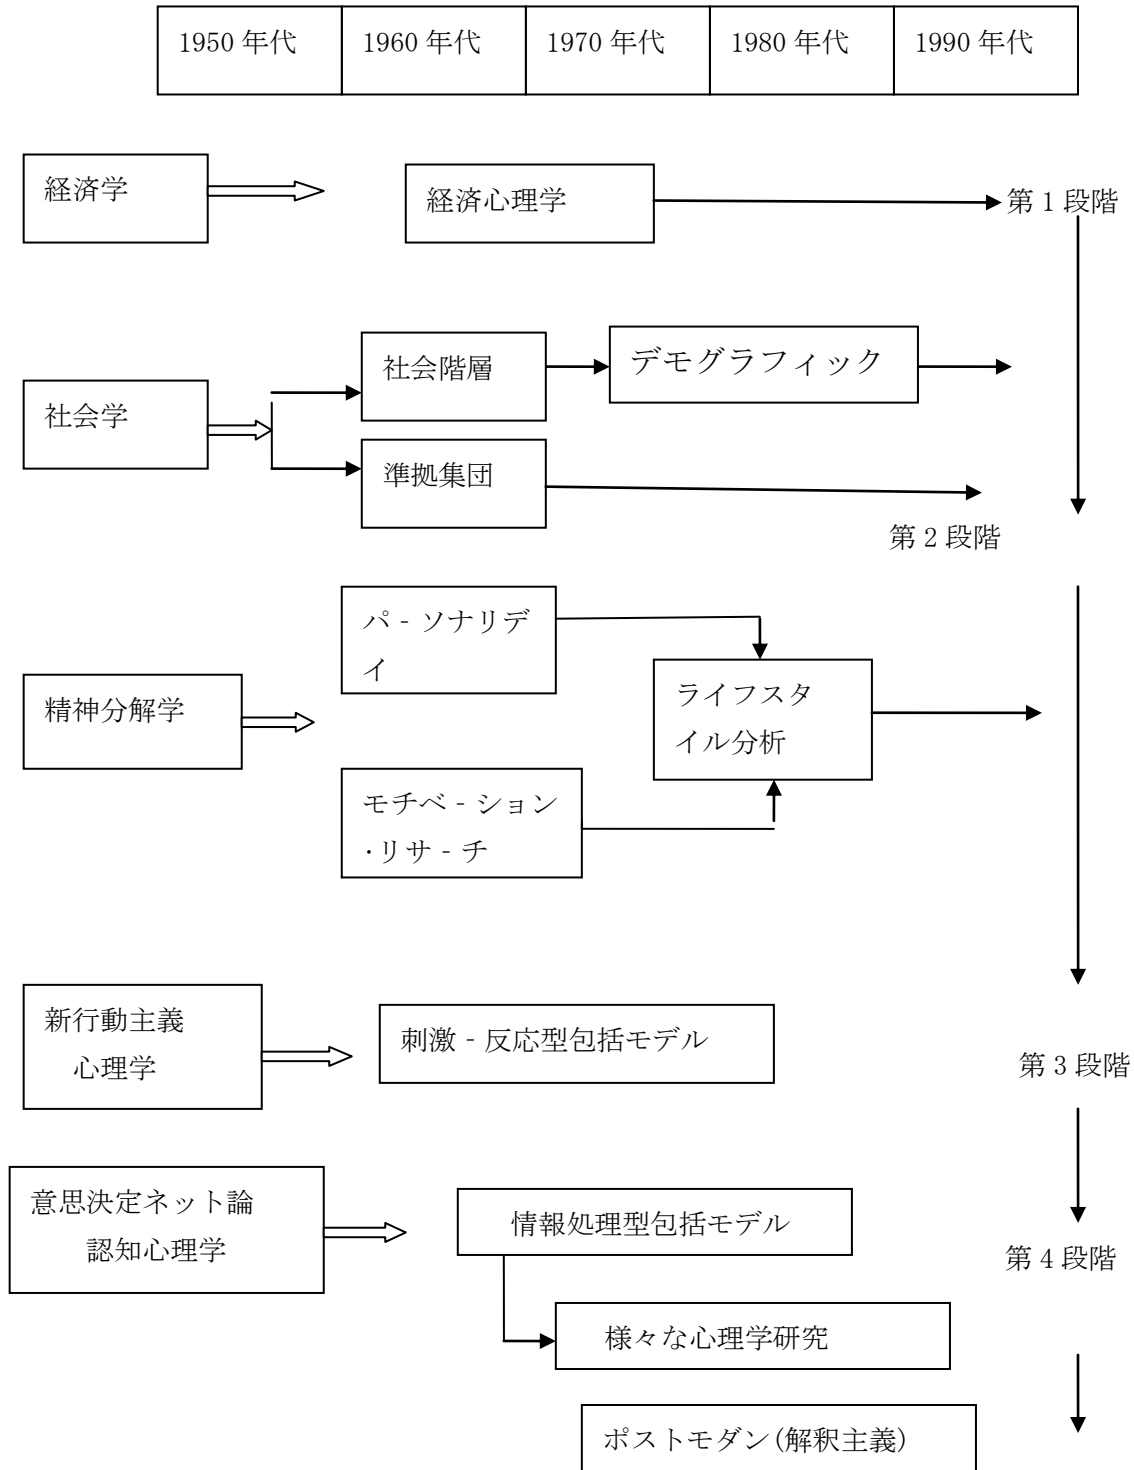 1950 年代 1960 年代 1970 年代 1980 年代 1990 年代
経済学
経済心理学
第 1 段階
社会学
社会階層
デモグラフィック
準拠集団
第 2 段階
パ‐ソナリデ
イ
精神分解学
ライフスタ
イル分析
モチベ‐ション
・リサ‐チ
新行動主義
心理学
刺激‐反応型包括モデル
第 3 段階
意思決定ネット論
認知心理学
情報処理型包括モデル
第 4 段階
様々な心理学研究
ポストモダン(解釈主義)